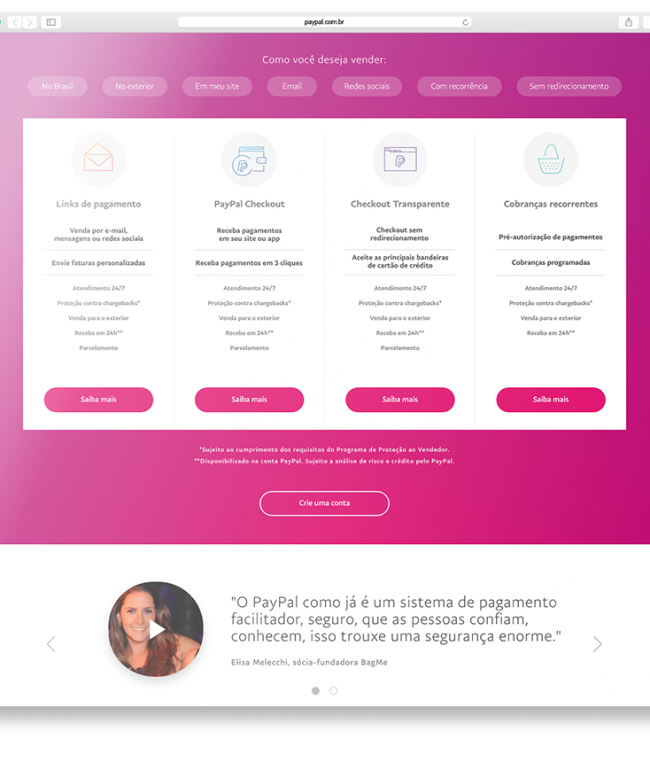 paypal.com.br
Como você deseja vender:
No Brasil
No exterior
Em meu site
Email
Redes sociais
Com recorrência
Sem redirecionamento
Links de pagamento
Venda por e-mail,
mensagens ou redes sociais
Envie faturas personalizadas
Atendimento 24/7
Proteção contra chargebacks*
Venda para o exterior
Receba em 24h**
Parcelamento
Saiba mais
PayPal Checkout
Receba pagamentos
em seu site ou app
Receba pagamentos em 3 cliques
Atendimento 24/7
Proteção contra chargebacks*
Venda para o exterior
Receba em 24h**
Parcelamento
Saiba mais
Checkout Transparente
Checkout sem
redirecionamento
Aceite as principais bandeiras
de cartão de crédito
Atendimento 24/7
Proteção contra chargebacks*
Venda para o exterior
Receba em 24h**
Parcelamento
Saiba mais
Cobranças recorrentes
Pré-autorização de pagamentos
Cobranças programadas
Atendimento 24/7
Proteção contra chargebacks*
Venda para o exterior
Receba em 24h**
Saiba mais
*Sujeito ao cumprimento dos requisitos do Programa de Proteção ao Vendedor.
**Disponibilizado na conta PayPal. Sujeito a análise de risco e crédito pelo PayPal.
Crie uma conta
"O PayPal como já é um sistema de pagamento
facilitador, seguro, que as pessoas confiam,
conhecem, isso trouxe uma segurança enorme."
Elisa Melecchi, sócia-fundadora BagMe